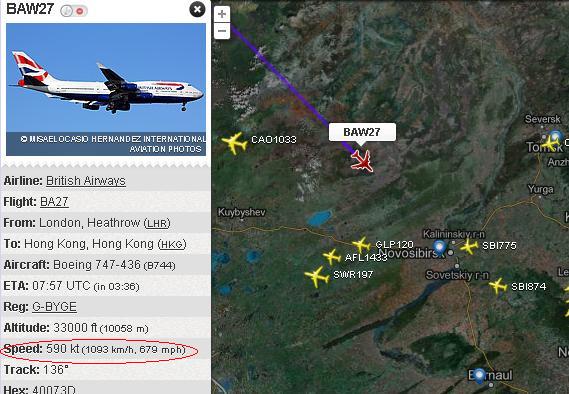 BAW27
© MISAEL OCASIO HERNANDEZ INTERNATIONAL
AVIATION PHOTOS
Airline: British Airways
Flight: BA27
From: London, Heathrow (LHR)
To: Hong Kong, Hong Kong (HKG)
Aircraft: Boeing 747-436 (B744)
ETA: 07:57 UTC (in 03:36)
Reg: G-BYGE
Altitude: 33000 ft (10058 m)
Speed: 590 kt (1093 km/h, 679 mph)
Track: 136°
Hex: 40073D
+
−
BAW27
CAO1033
Seversk
Tomsk
Yurga
Kuybyshev
Kalininskiy r-n
GLP120
SBI775
AFL1433
Novosibirsk
SWR197
Sovetskiy r-n
SBI874
Barnaul